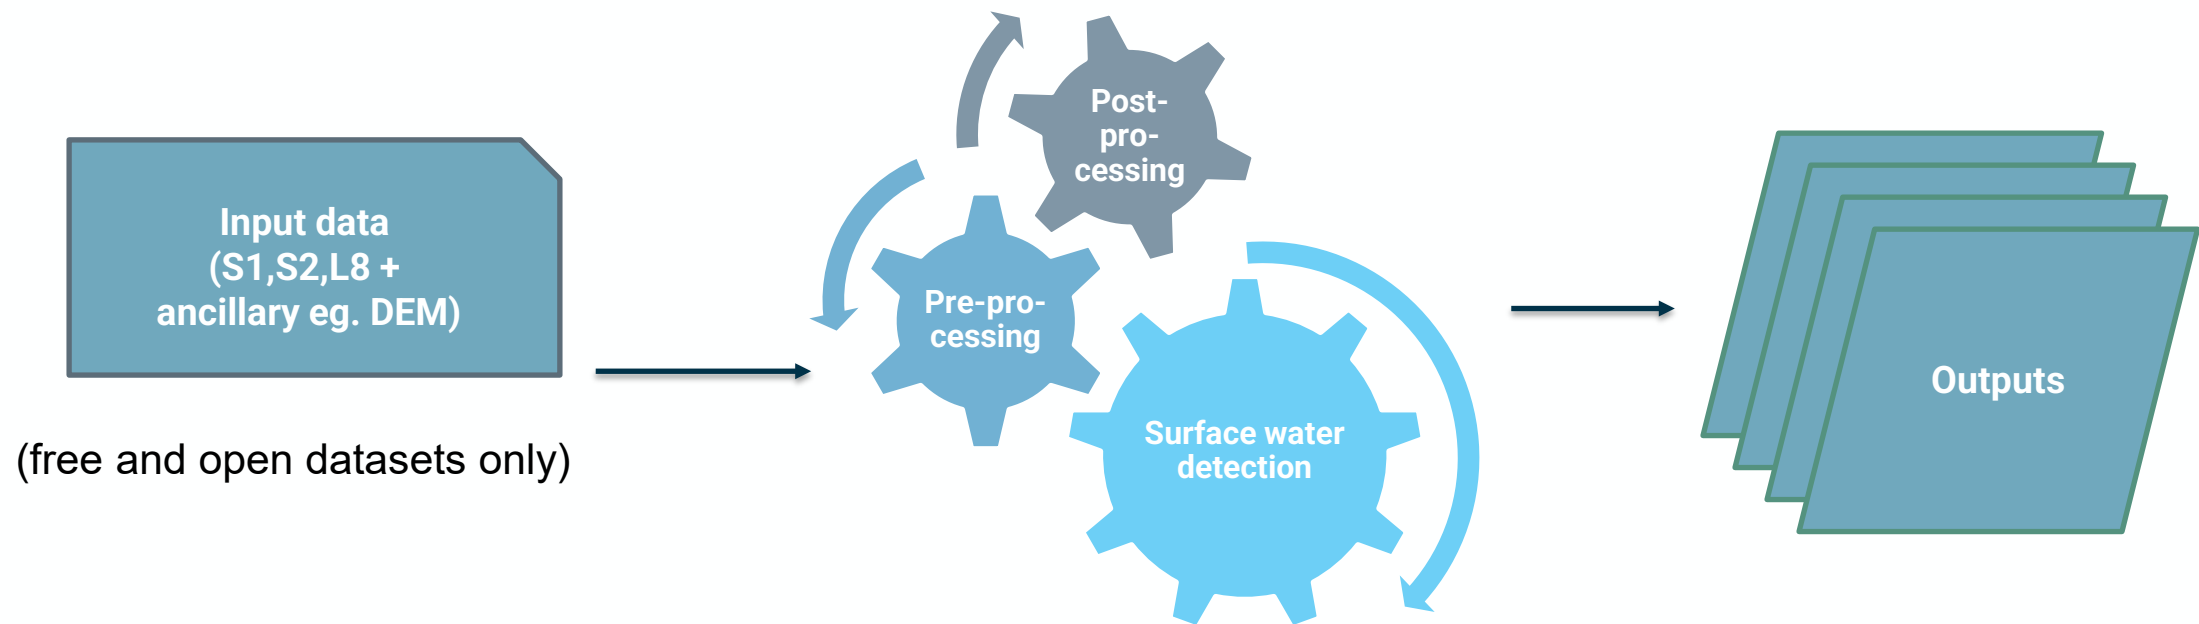 Input data
(S1,S2,L8 +
ancillary eg. DEM)
(free and open datasets only)
Post-
pro-
cessing
Pre-pro-
cessing
Surface water
detection
Outputs